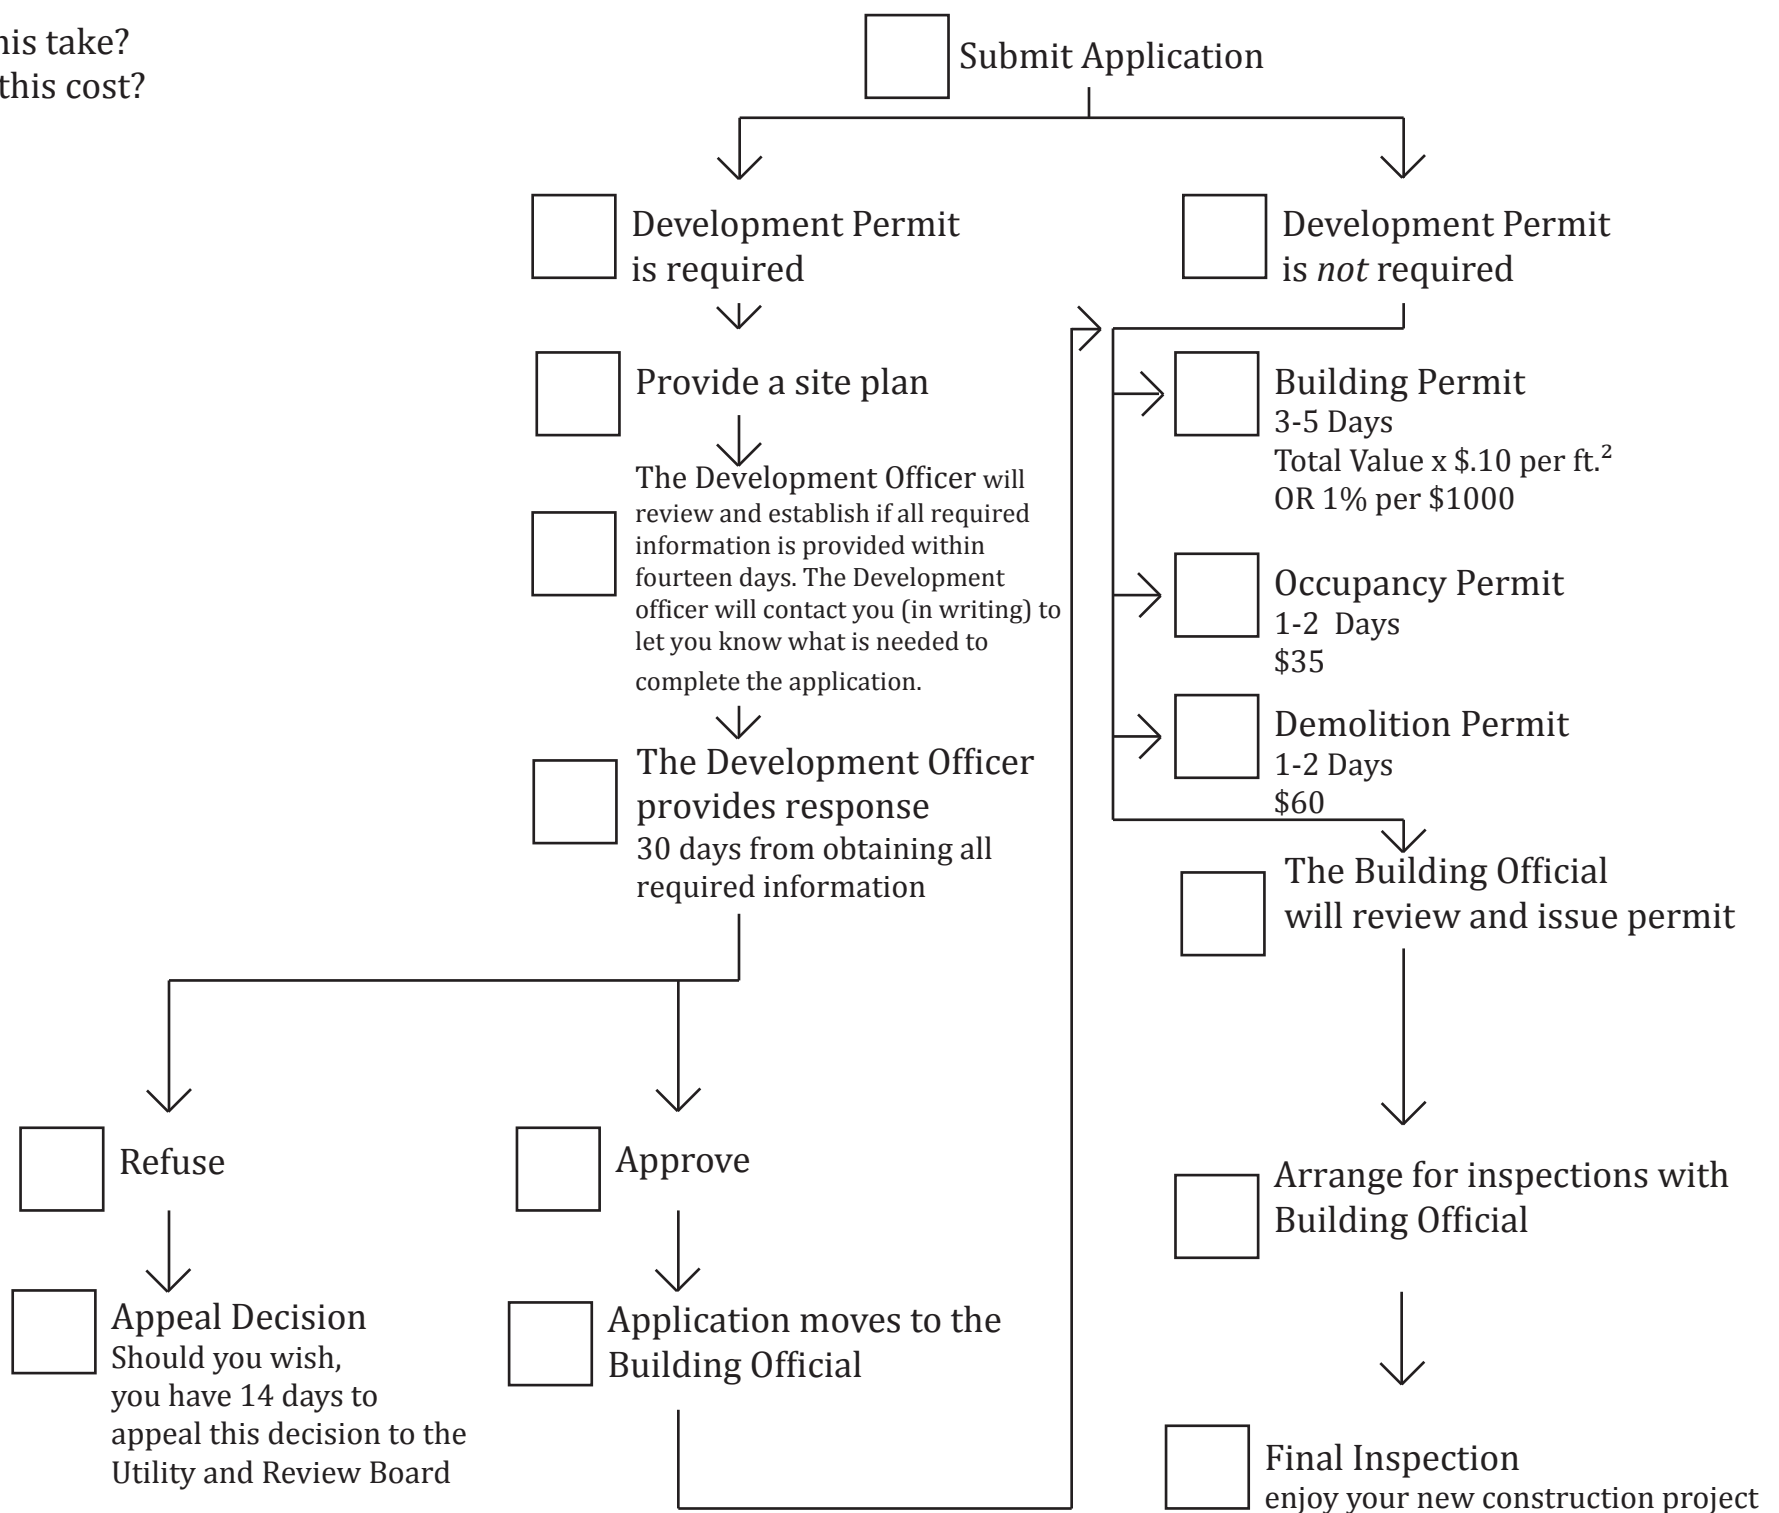 this take?
this cost?
Submit Application
Development Permit
is required
Development Permit
is not required
Provide a site plan
The Development Officer will
review and establish if all required
information is provided within
fourteen days. The Development
officer will contact you (in writing) to
let you know what is needed to
complete the application.
The Development Officer
provides response
30 days from obtaining all
required information
Refuse
Appeal Decision
Should you wish,
you have 14 days to
appeal this decision to the
Utility and Review Board
Approve
Application moves to the
Building Official
Building Permit
3-5 Days
Total Value x $.10 per ft.²
OR 1% per $1000
Occupancy Permit
1-2  Days
$35
Demolition Permit
1-2 Days
$60
The Building Official
will review and issue permit
Arrange for inspections with
Building Official
Final Inspection
enjoy your new construction project